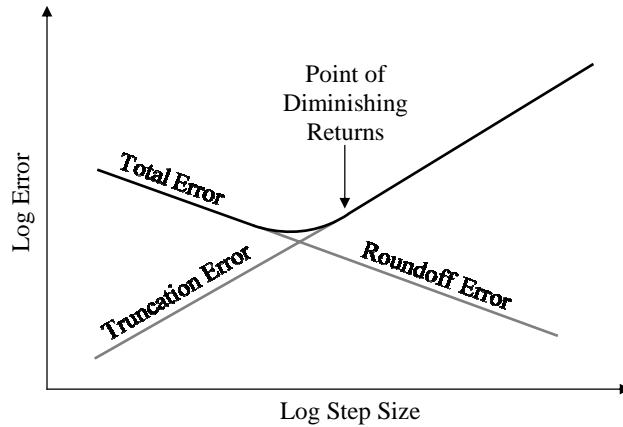 Point of
Diminishing
Returns
Total Error
Log Error
Truncation Error
Roundoff Error
Log Step Size